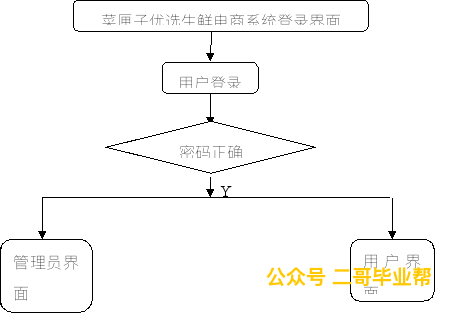 菜匣子优选生鲜电商系统登录界面
用户登录
密码正确
Y
管理员界
面
用户界
面
公众号 二哥毕业帮